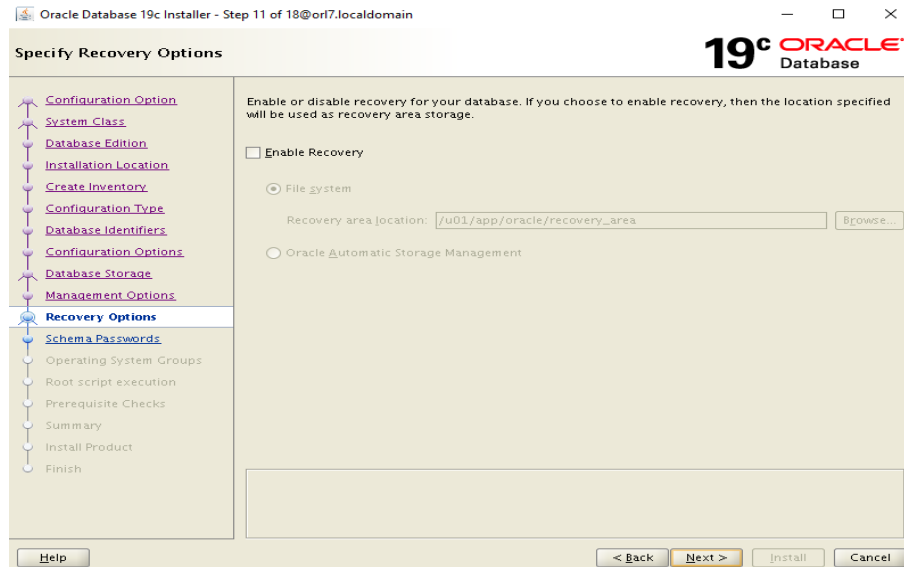 Oracle Database 19c Installer - Step 11 of 18@orl7.localdomain
Specify Recovery Options
19c ORACLE
Database
Configuration Option
System Class
Database Edition
Installation Location
Create Inventory
Configuration Type
Database Identifiers
Configuration Options
Database Storage
Management Options
Recovery Options
Schema Passwords
Operating System Groups
Root script execution
Prerequisite Checks
Summary
Install Product
Finish
Enable or disable recovery for your database. If you choose to enable recovery, then the location specified
will be used as recovery area storage.
Enable Recovery
File system
Recovery area location: /u01/app/oracle/recovery_area Browse...
Oracle Automatic Storage Management
Help < Back Next > Install Cancel